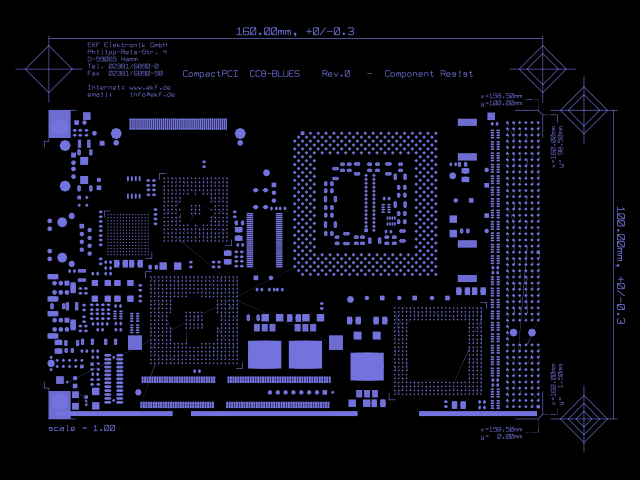 160.00mm, +0/-0.3
EKF Elektronik GmbH
Philipp-Reis-Str. 4
D-59065 Hamm
Tel. 02381/6890-0
Fax 02381/6890-90
Internet: www.ekf.de
email: info@ekf.de
CompactPCI CC8-BLUES Rev.0 - Component Resist
x=158.50mm
y=100.00mm
x=160.00mm
y= 98.50mm
100.00mm, +0/-0.3
x=160.00mm
y= 1.50mm
x=158.50mm
y= 0.00mm
scale = 1.00